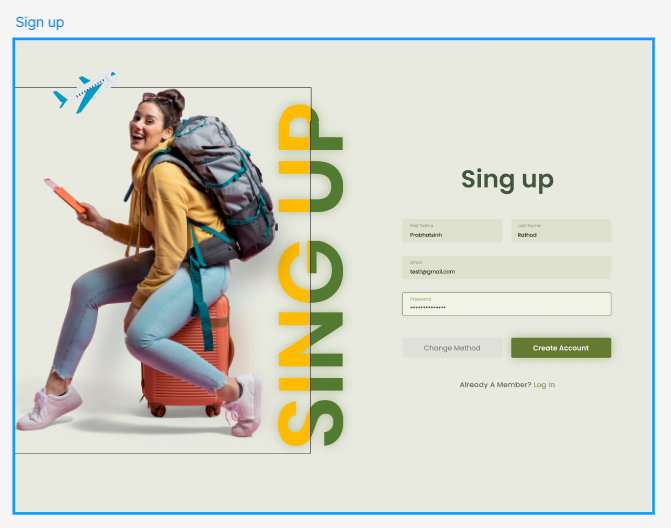 Sign up
SING UP
Sing up
First Name
Prabhatsinh
Last Name
Rathod
Email
test1@gmail.com
Password
••••••••••••••
Change Method
Create Account
Already A Member? Log In